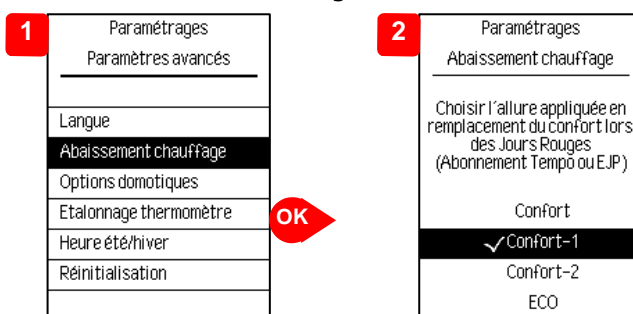 1
Paramétrages
Paramètres avancés
Langue
Abaissement chauffage
Options domotiques
Etalonnage thermomètre
Heure été/hiver
Réinitialisation
OK
2
Paramétrages
Abaissement chauffage
Choisir l´allure appliquée en
remplacement du confort lors
des Jours Rouges
(Abonnement Tempo ou EJP)
Confort
✓Confort-1
Confort-2
ECO